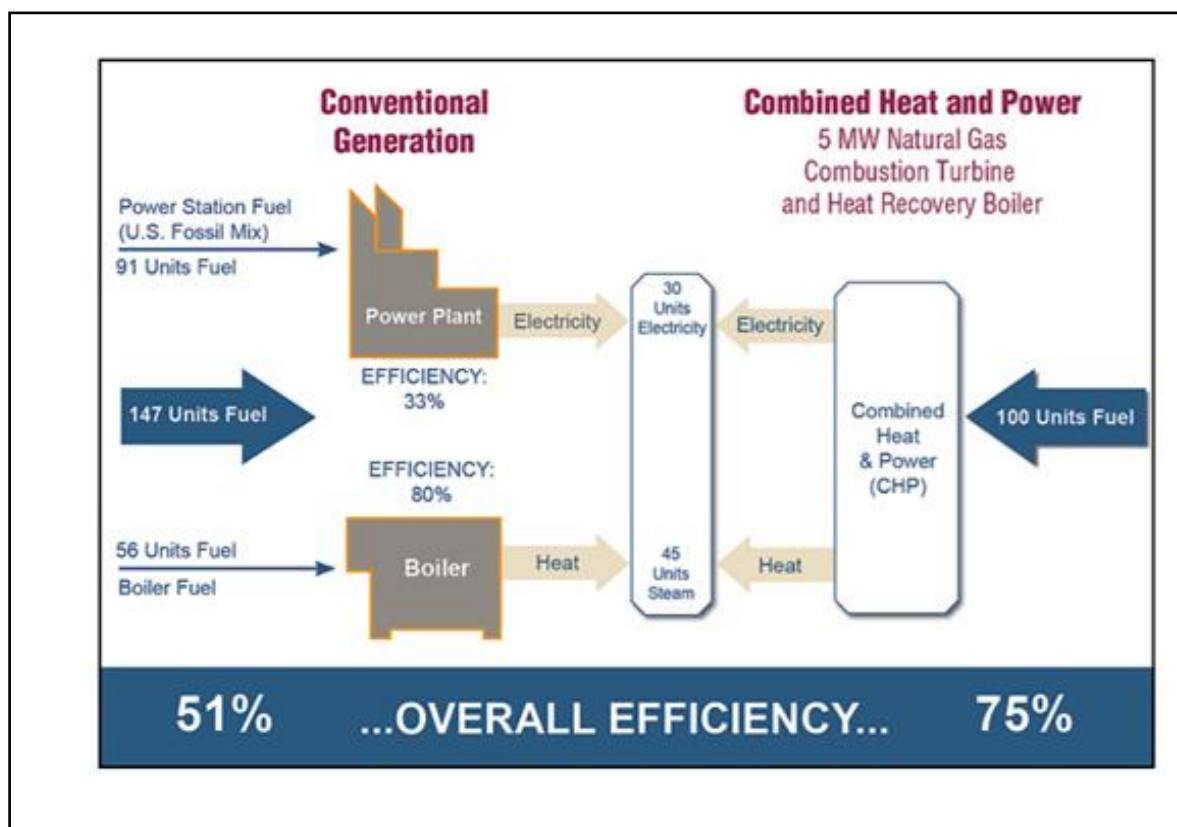 Conventional
Generation
Combined Heat and Power
5 MW Natural Gas
Combustion Turbine
and Heat Recovery Boiler
Power Station Fuel
(U.S. Fossil Mix)
91 Units Fuel
Power Plant
EFFICIENCY:
33%
Electricity
30
Units
Electricity
Electricity
147 Units Fuel
Combined
Heat
& Power
(CHP)
100 Units Fuel
EFFICIENCY:
80%
56 Units Fuel
Boiler Fuel
Boiler
Heat
45
Units
Steam
Heat
51% ...OVERALL EFFICIENCY... 75%